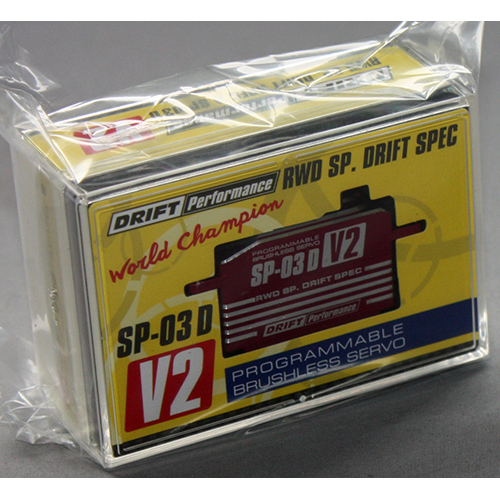 DRIFT Performance RWD SP. DRIFT SPEC
World Champion
PROGRAMMABLE
BRUSHLESS SERVO
SP-03D V2
RWD SP. DRIFT SPEC
DRIFT Performance
SP-03D
V2
PROGRAMMABLE
BRUSHLESS SERVO